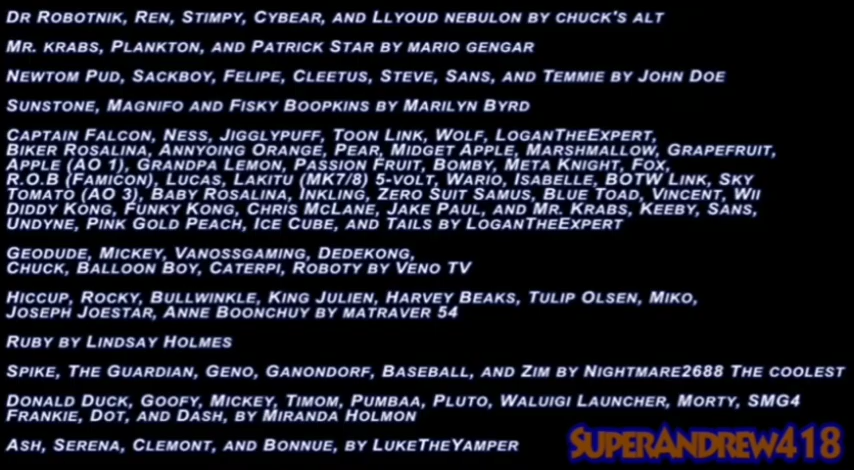 Dr Robotnik, Ren, Stimpy, Cybear, and Llyoud nebulon by chuck's alt
Mr. krabs, Plankton, and Patrick Star by mario gengar
Newtom Pud, Sackboy, Felipe, Cleetus, Steve, Sans, and Temmie by John Doe
Sunstone, Magnifo and Fisky Boopkins by Marilyn Byrd
Captain Falcon, Ness, Jigglypuff, Toon Link, Wolf, LoganTheExpert,
Biker Rosalina, Annyoing Orange, Pear, Midget Apple, Marshmallow, Grapefruit,
Apple (AO 1), Grandpa Lemon, Passion Fruit, Bomby, Meta Knight, Fox,
R.O.B (Famicon), Lucas, Lakitu (MK7/8) 5-volt, Wario, Isabelle, BOTW Link, Sky
Tomato (AO 3), Baby Rosalina, Inkling, Zero Suit Samus, Blue Toad, Vincent, Wii
Diddy Kong, Funky Kong, Chris McLane, Jake Paul, and Mr. Krabs, Keeby, Sans,
Undyne, Pink Gold Peach, Ice Cube, and Tails by LoganTheExpert
Geodude, Mickey, Vanossgaming, Dedekong,
Chuck, Balloon Boy, Caterpi, Roboty by Veno TV
Hiccup, Rocky, Bullwinkle, King Julien, Harvey Beaks, Tulip Olsen, Miko,
Joseph Joestar, Anne Boonchuy by matraver 54
Ruby by Lindsay Holmes
Spike, The Guardian, Geno, Ganondorf, Baseball, and Zim by Nightmare2688 The coolest
Donald Duck, Goofy, Mickey, Timom, Pumbaa, Pluto, Waluigi Launcher, Morty, SMG4
Frankie, Dot, and Dash, by Miranda Holmon
Ash, Serena, Clemont, and Bonnue, by LukeTheYamper
SuperAndrew418